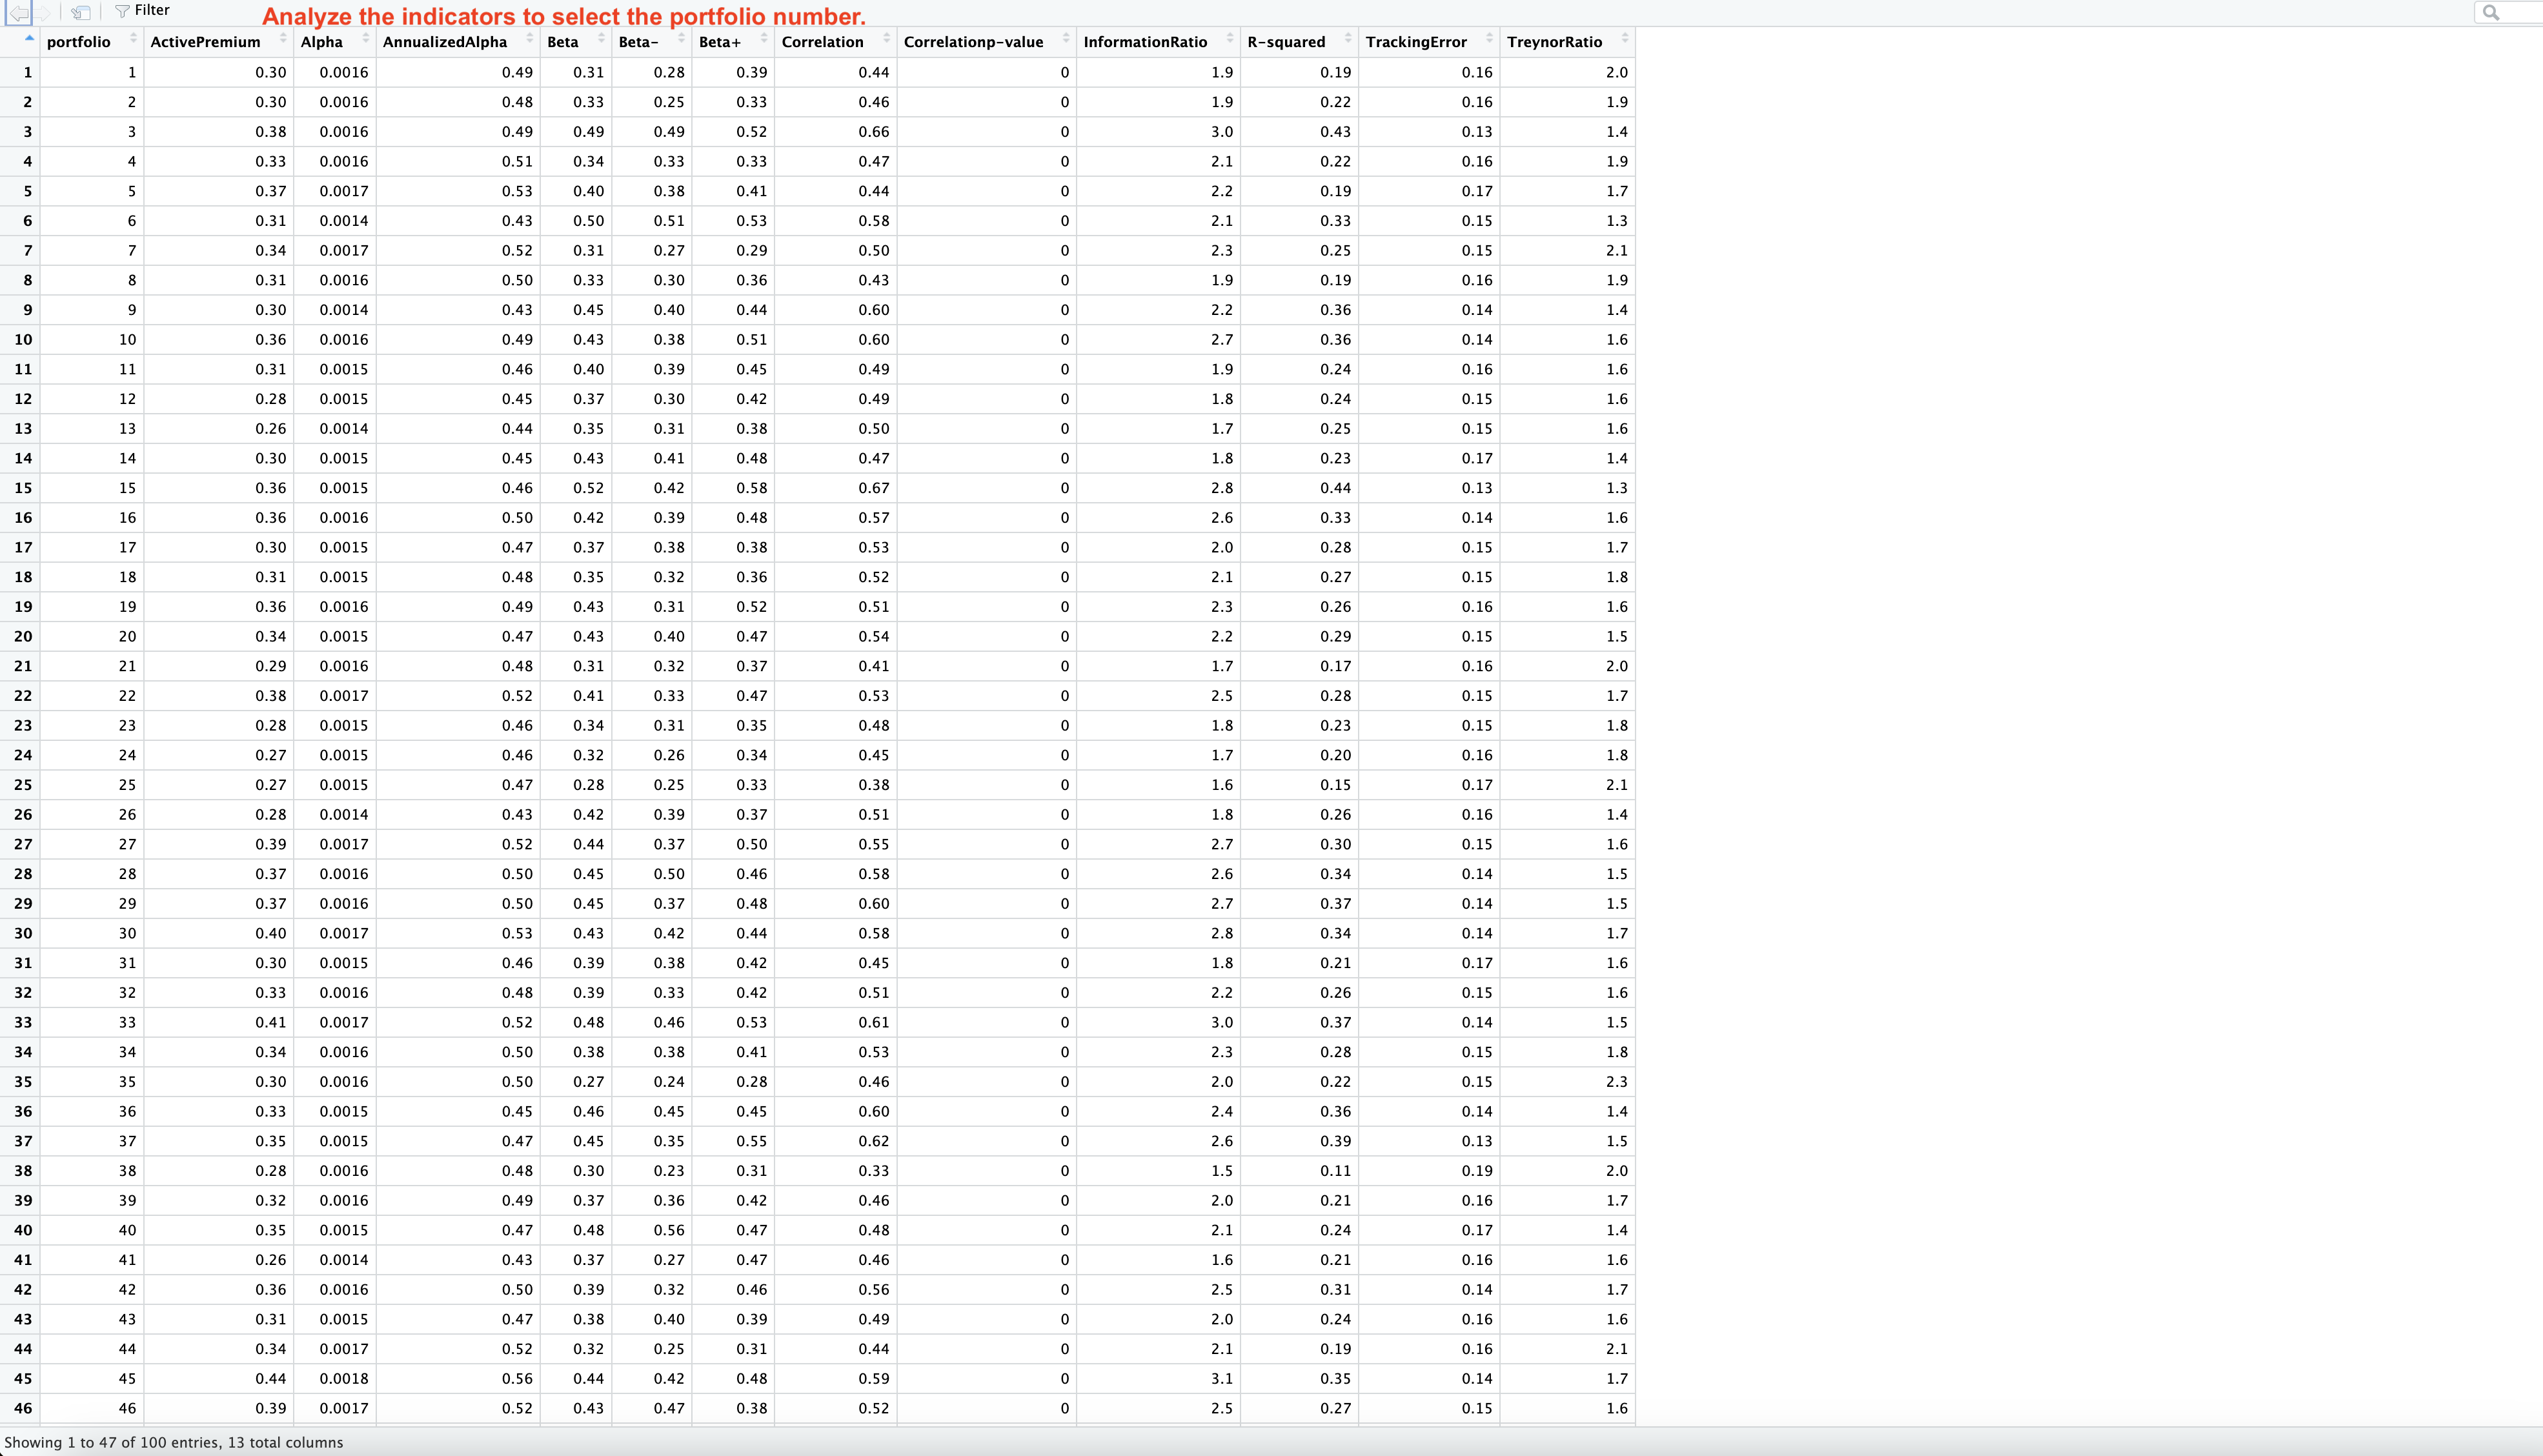 Filter
Analyze the indicators to select the portfolio number.
portfolio ActivePremium Alpha AnnualizedAlpha Beta Beta- Beta+ Correlation Correlationp-value InformationRatio R-squared TrackingError TreynorRatio
1 1 0.30 0.0016 0.49 0.31 0.28 0.39 0.44 0 1.9 0.19 0.16 2.0
2 2 0.30 0.0016 0.48 0.33 0.25 0.33 0.46 0 1.9 0.22 0.16 1.9
3 3 0.38 0.0016 0.49 0.49 0.49 0.52 0.66 0 3.0 0.43 0.13 1.4
4 4 0.33 0.0016 0.51 0.34 0.33 0.33 0.47 0 2.1 0.22 0.16 1.9
5 5 0.37 0.0017 0.53 0.40 0.38 0.41 0.44 0 2.2 0.19 0.17 1.7
6 6 0.31 0.0014 0.43 0.50 0.51 0.53 0.58 0 2.1 0.33 0.15 1.3
7 7 0.34 0.0017 0.52 0.31 0.27 0.29 0.50 0 2.3 0.25 0.15 2.1
8 8 0.31 0.0016 0.50 0.33 0.30 0.36 0.43 0 1.9 0.19 0.16 1.9
9 9 0.30 0.0014 0.43 0.45 0.40 0.44 0.60 0 2.2 0.36 0.14 1.4
10 10 0.36 0.0016 0.49 0.43 0.38 0.51 0.60 0 2.7 0.36 0.14 1.6
11 11 0.31 0.0015 0.46 0.40 0.39 0.45 0.49 0 1.9 0.24 0.16 1.6
12 12 0.28 0.0015 0.45 0.37 0.30 0.42 0.49 0 1.8 0.24 0.15 1.6
13 13 0.26 0.0014 0.44 0.35 0.31 0.38 0.50 0 1.7 0.25 0.15 1.6
14 14 0.30 0.0015 0.45 0.43 0.41 0.48 0.47 0 1.8 0.23 0.17 1.4
15 15 0.36 0.0015 0.46 0.52 0.42 0.58 0.67 0 2.8 0.44 0.13 1.3
16 16 0.36 0.0016 0.50 0.42 0.39 0.48 0.57 0 2.6 0.33 0.14 1.6
17 17 0.30 0.0015 0.47 0.37 0.38 0.38 0.53 0 2.0 0.28 0.15 1.7
18 18 0.31 0.0015 0.48 0.35 0.32 0.36 0.52 0 2.1 0.27 0.15 1.8
19 19 0.36 0.0016 0.49 0.43 0.31 0.52 0.51 0 2.3 0.26 0.16 1.6
20 20 0.34 0.0015 0.47 0.43 0.40 0.47 0.54 0 2.2 0.29 0.15 1.5
21 21 0.29 0.0016 0.48 0.31 0.32 0.37 0.41 0 1.7 0.17 0.16 2.0
22 22 0.38 0.0017 0.52 0.41 0.33 0.47 0.53 0 2.5 0.28 0.15 1.7
23 23 0.28 0.0015 0.46 0.34 0.31 0.35 0.48 0 1.8 0.23 0.15 1.8
24 24 0.27 0.0015 0.46 0.32 0.26 0.34 0.45 0 1.7 0.20 0.16 1.8
25 25 0.27 0.0015 0.47 0.28 0.25 0.33 0.38 0 1.6 0.15 0.17 2.1
26 26 0.28 0.0014 0.43 0.42 0.39 0.37 0.51 0 1.8 0.26 0.16 1.4
27 27 0.39 0.0017 0.52 0.44 0.37 0.50 0.55 0 2.7 0.30 0.15 1.6
28 28 0.37 0.0016 0.50 0.45 0.50 0.46 0.58 0 2.6 0.34 0.14 1.5
29 29 0.37 0.0016 0.50 0.45 0.37 0.48 0.60 0 2.7 0.37 0.14 1.5
30 30 0.40 0.0017 0.53 0.43 0.42 0.44 0.58 0 2.8 0.34 0.14 1.7
31 31 0.30 0.0015 0.46 0.39 0.38 0.42 0.45 0 1.8 0.21 0.17 1.6
32 32 0.33 0.0016 0.48 0.39 0.33 0.42 0.51 0 2.2 0.26 0.15 1.6
33 33 0.41 0.0017 0.52 0.48 0.46 0.53 0.61 0 3.0 0.37 0.14 1.5
34 34 0.34 0.0016 0.50 0.38 0.38 0.41 0.53 0 2.3 0.28 0.15 1.8
35 35 0.30 0.0016 0.50 0.27 0.24 0.28 0.46 0 2.0 0.22 0.15 2.3
36 36 0.33 0.0015 0.45 0.46 0.45 0.45 0.60 0 2.4 0.36 0.14 1.4
37 37 0.35 0.0015 0.47 0.45 0.35 0.55 0.62 0 2.6 0.39 0.13 1.5
38 38 0.28 0.0016 0.48 0.30 0.23 0.31 0.33 0 1.5 0.11 0.19 2.0
39 39 0.32 0.0016 0.49 0.37 0.36 0.42 0.46 0 2.0 0.21 0.16 1.7
40 40 0.35 0.0015 0.47 0.48 0.56 0.47 0.48 0 2.1 0.24 0.17 1.4
41 41 0.26 0.0014 0.43 0.37 0.27 0.47 0.46 0 1.6 0.21 0.16 1.6
42 42 0.36 0.0016 0.50 0.39 0.32 0.46 0.56 0 2.5 0.31 0.14 1.7
43 43 0.31 0.0015 0.47 0.38 0.40 0.39 0.49 0 2.0 0.24 0.16 1.6
44 44 0.34 0.0017 0.52 0.32 0.25 0.31 0.44 0 2.1 0.19 0.16 2.1
45 45 0.44 0.0018 0.56 0.44 0.42 0.48 0.59 0 3.1 0.35 0.14 1.7
46 46 0.39 0.0017 0.52 0.43 0.47 0.38 0.52 0 2.5 0.27 0.15 1.6
Showing 1 to 47 of 100 entries, 13 total columns